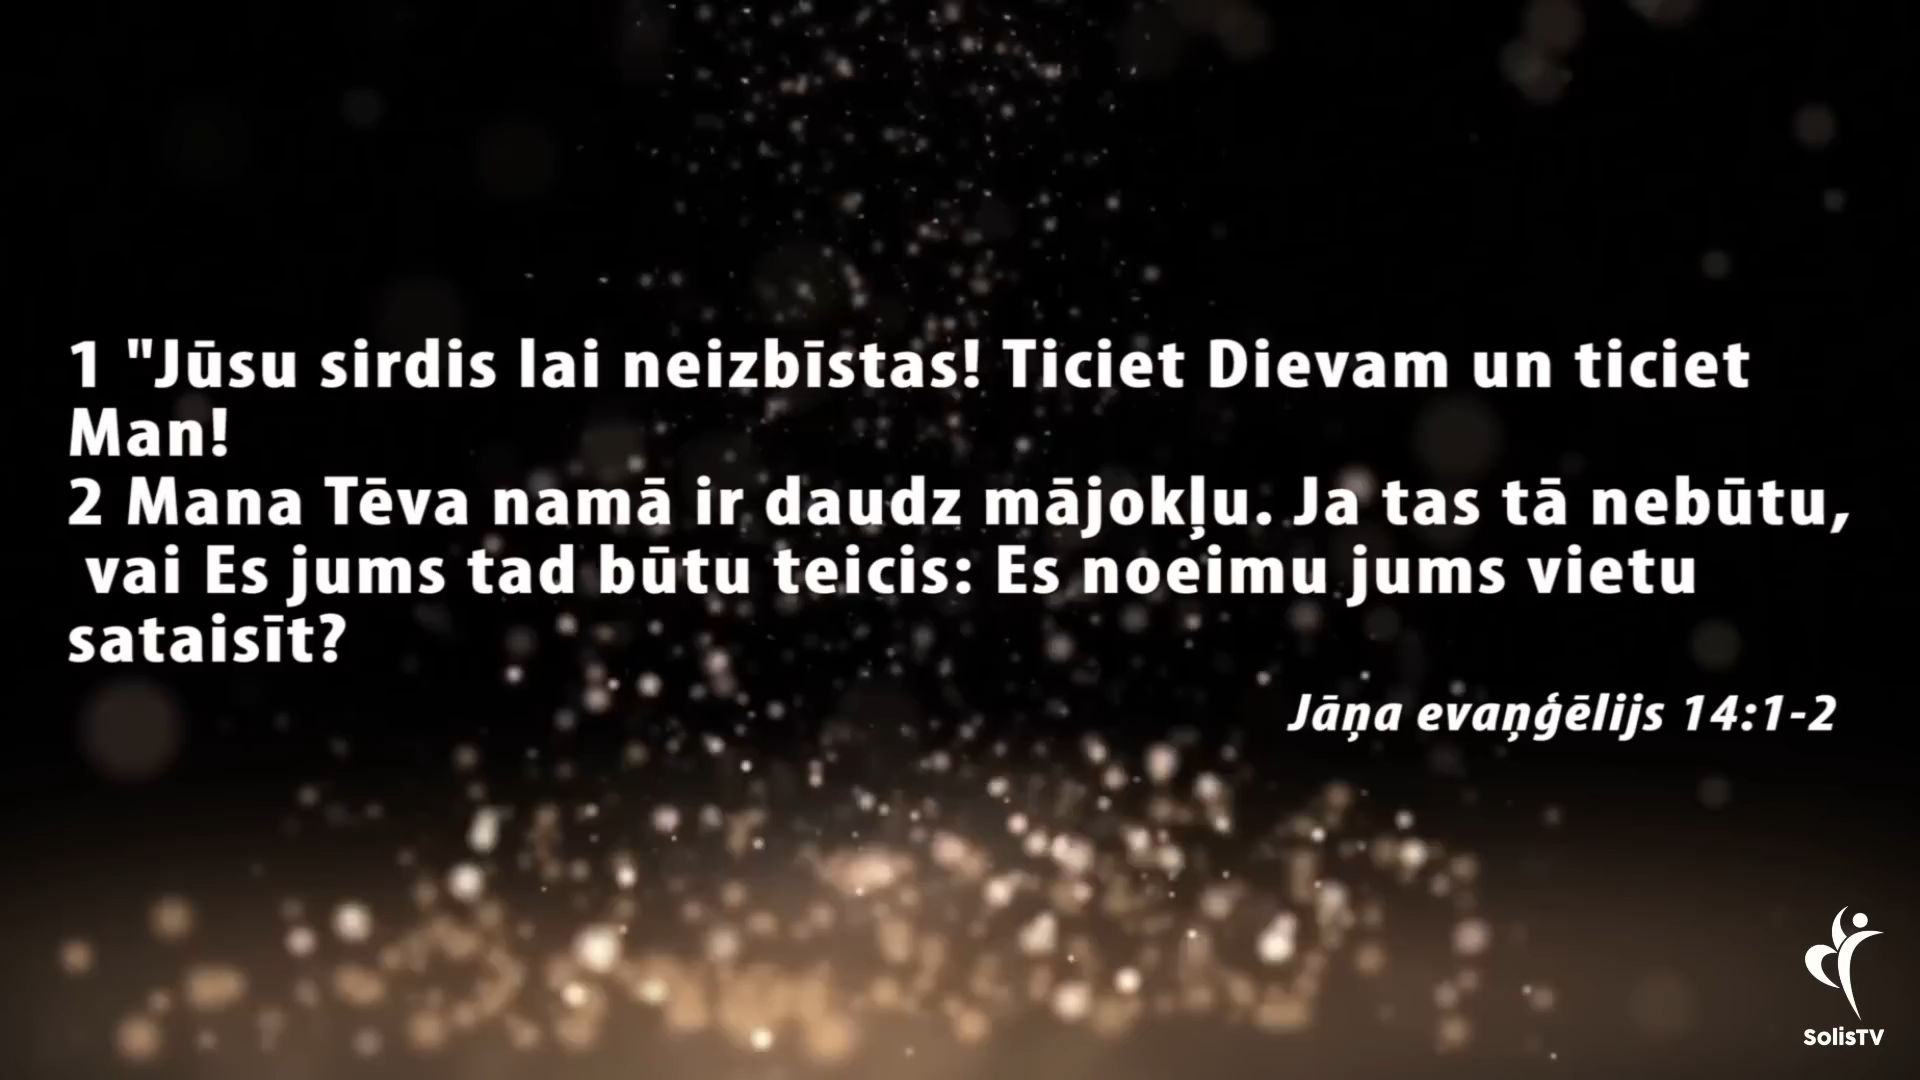 1 "Jūsu sirdis lai neizbīstas! Ticiet Dievam un ticiet
Man!
2 Mana Tēva namā ir daudz mājokļu. Ja tas tā nebūtu,
vai Es jums tad būtu teicis: Es noeimu jums vietu
sataisīt?
Jāņa evaņģēlijs 14:1-2
SolisTV